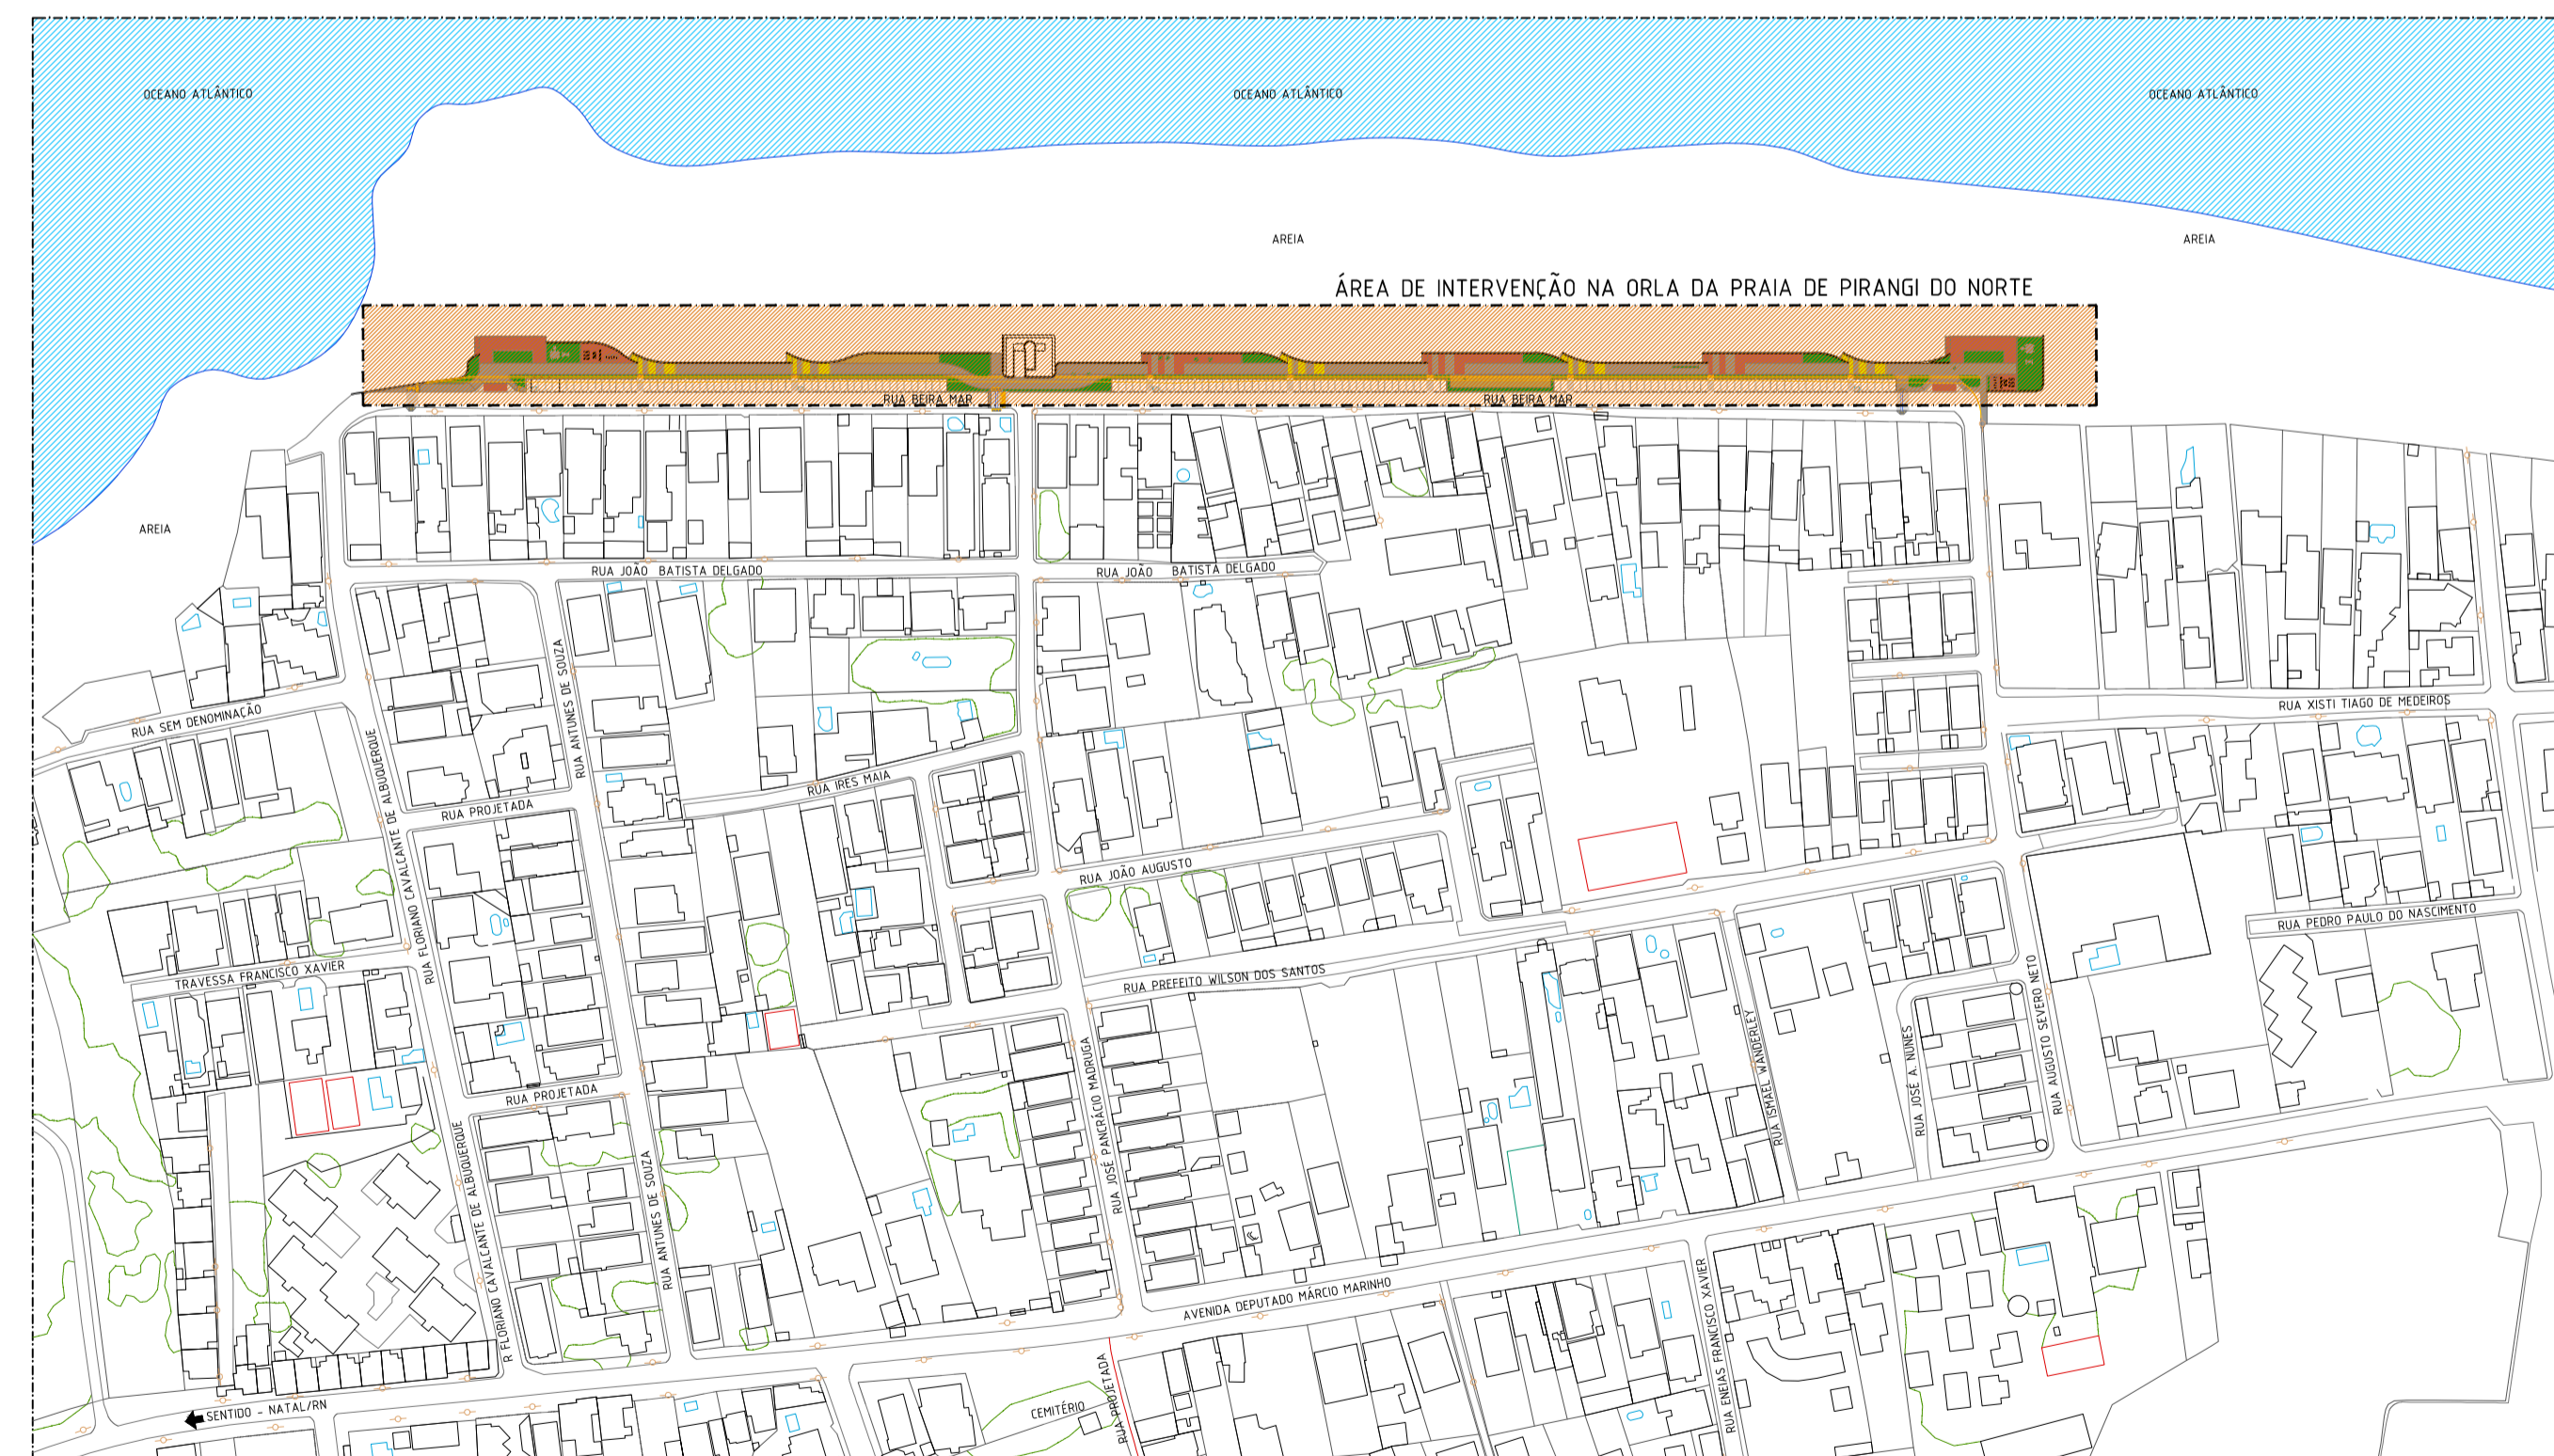 OCEANO ATLÂNTICO
OCEANO ATLÂNTICO
OCEANO ATLÂNTICO
AREIA
AREIA
ÁREA DE INTERVENÇÃO NA ORLA DA PRAIA DE PIRANGI DO NORTE
RUA BEIRA MAR
RUA BEIRA MAR
AREIA
RUA JOÃO BATISTA DELGADO
RUA JOÃO BATISTA DELGADO
RUA SEM DENOMINAÇÃO
RUA FLORIANO CAVALCANTE DE ALBUQUERQUE
RUA ANTUNES DE SOUZA
RUA XISTI TIAGO DE MEDEIROS
RUA IRES MAIA
RUA PROJETADA
RUA JOÃO AUGUSTO
RUA PEDRO PAULO DO NASCIMENTO
TRAVESSA FRANCISCO XAVIER
RUA PREFEITO WILSON DOS SANTOS
RUA JOSÉ PANCRÁCIO MADRUGA
RUA ISMAEL WANDERLEY
RUA JOSÉ A. NUNES
RUA AUGUSTO SEVERO NETO
RUA PROJETADA
R FLORIANO CAVALCANTE DE ALBUQUERQUE
RUA ANTUNES DE SOUZA
AVENIDA DEPUTADO MÁRCIO MARINHO
RUA ENEIAS FRANCISCO XAVIER
RUA PROJETADA
CEMITÉRIO
SENTIDO - NATAL/RN